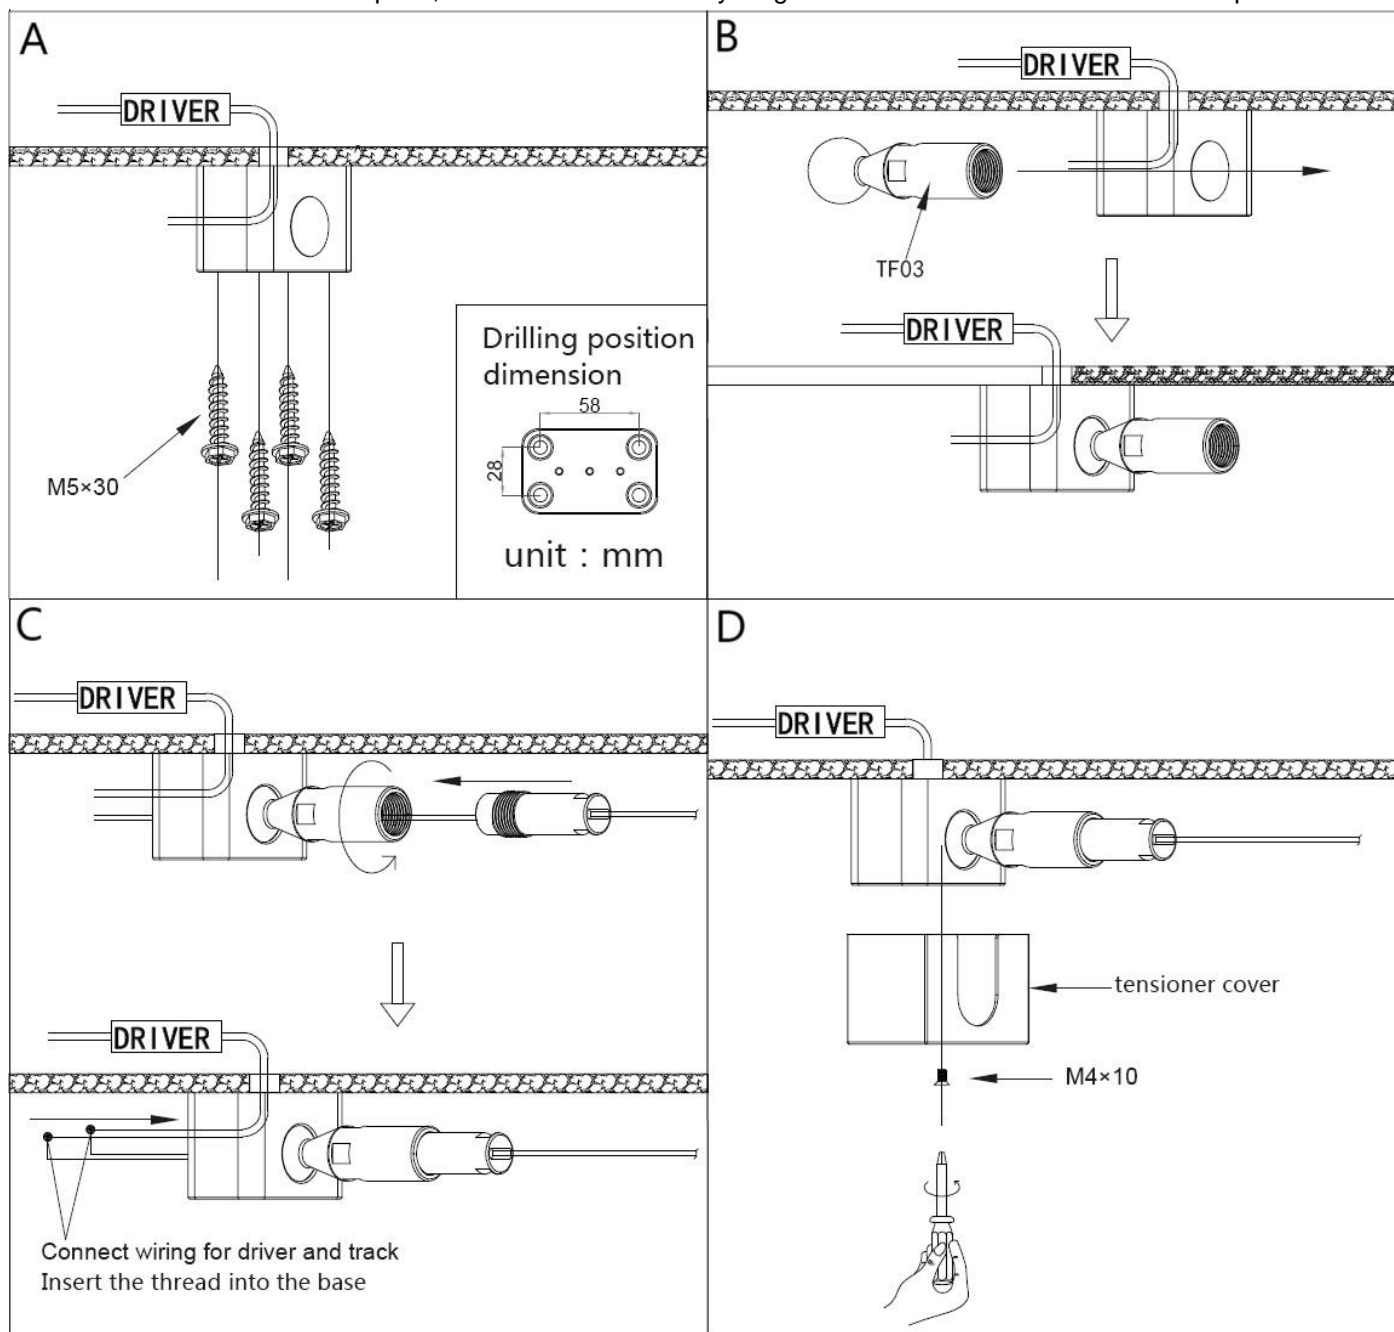 A
DRIVER
M5×30
Drilling position
dimension
58
28
unit : mm
B
DRIVER
TF03
DRIVER
C
DRIVER
DRIVER
Connect wiring for driver and track
Insert the thread into the base
D
DRIVER
tensioner cover
M4×10